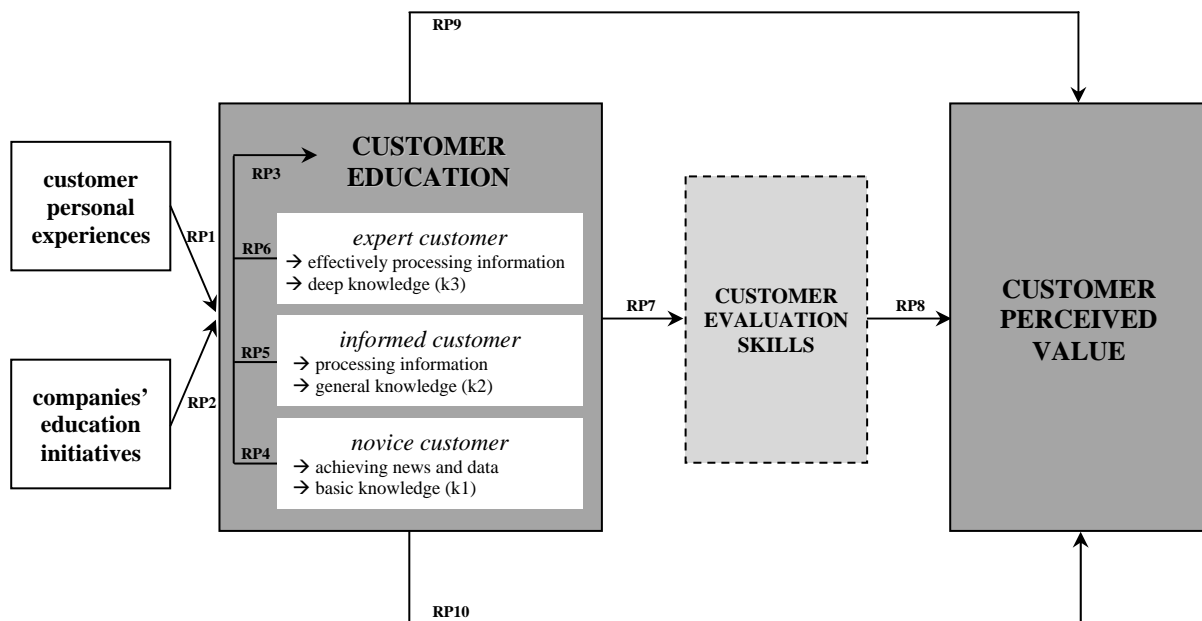 RP9
customer
personal
experiences
RP1
companies’
education
initiatives
RP2
CUSTOMER
EDUCATION
RP3
RP6
expert customer
→ effectively processing information
→ deep knowledge (k3)
RP5
informed customer
→ processing information
→ general knowledge (k2)
RP4
novice customer
→ achieving news and data
→ basic knowledge (k1)
RP7
CUSTOMER
EVALUATION
SKILLS
RP8
CUSTOMER
PERCEIVED
VALUE
RP10